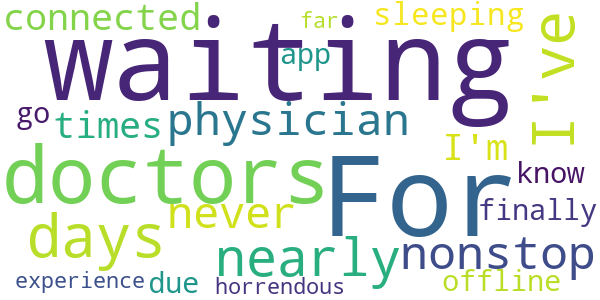 connected far sleeping
waiting
app
I've
go times physician
I'm
doctors For know
days never finally
nearly nonstop
experience due horrendous offline